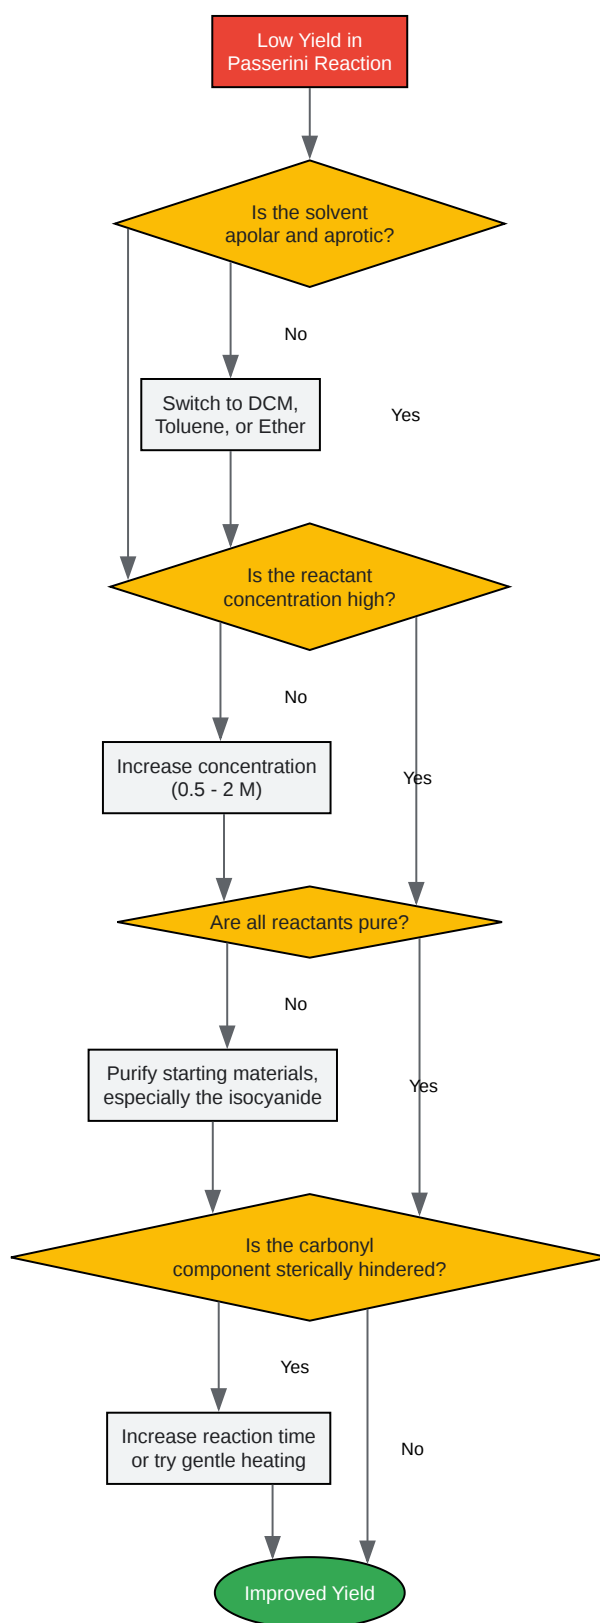 Low Yield in
Passerini Reaction
Is the solvent
apolar and aprotic?
No
Switch to DCM,
Toluene, or Ether
Yes
Is the reactant
concentration high?
No
Increase concentration
(0.5 - 2 M)
Yes
Are all reactants pure?
No
Purify starting materials,
especially the isocyanide
Yes
Is the carbonyl
component sterically hindered?
Yes
Increase reaction time
or try gentle heating
No
Improved Yield